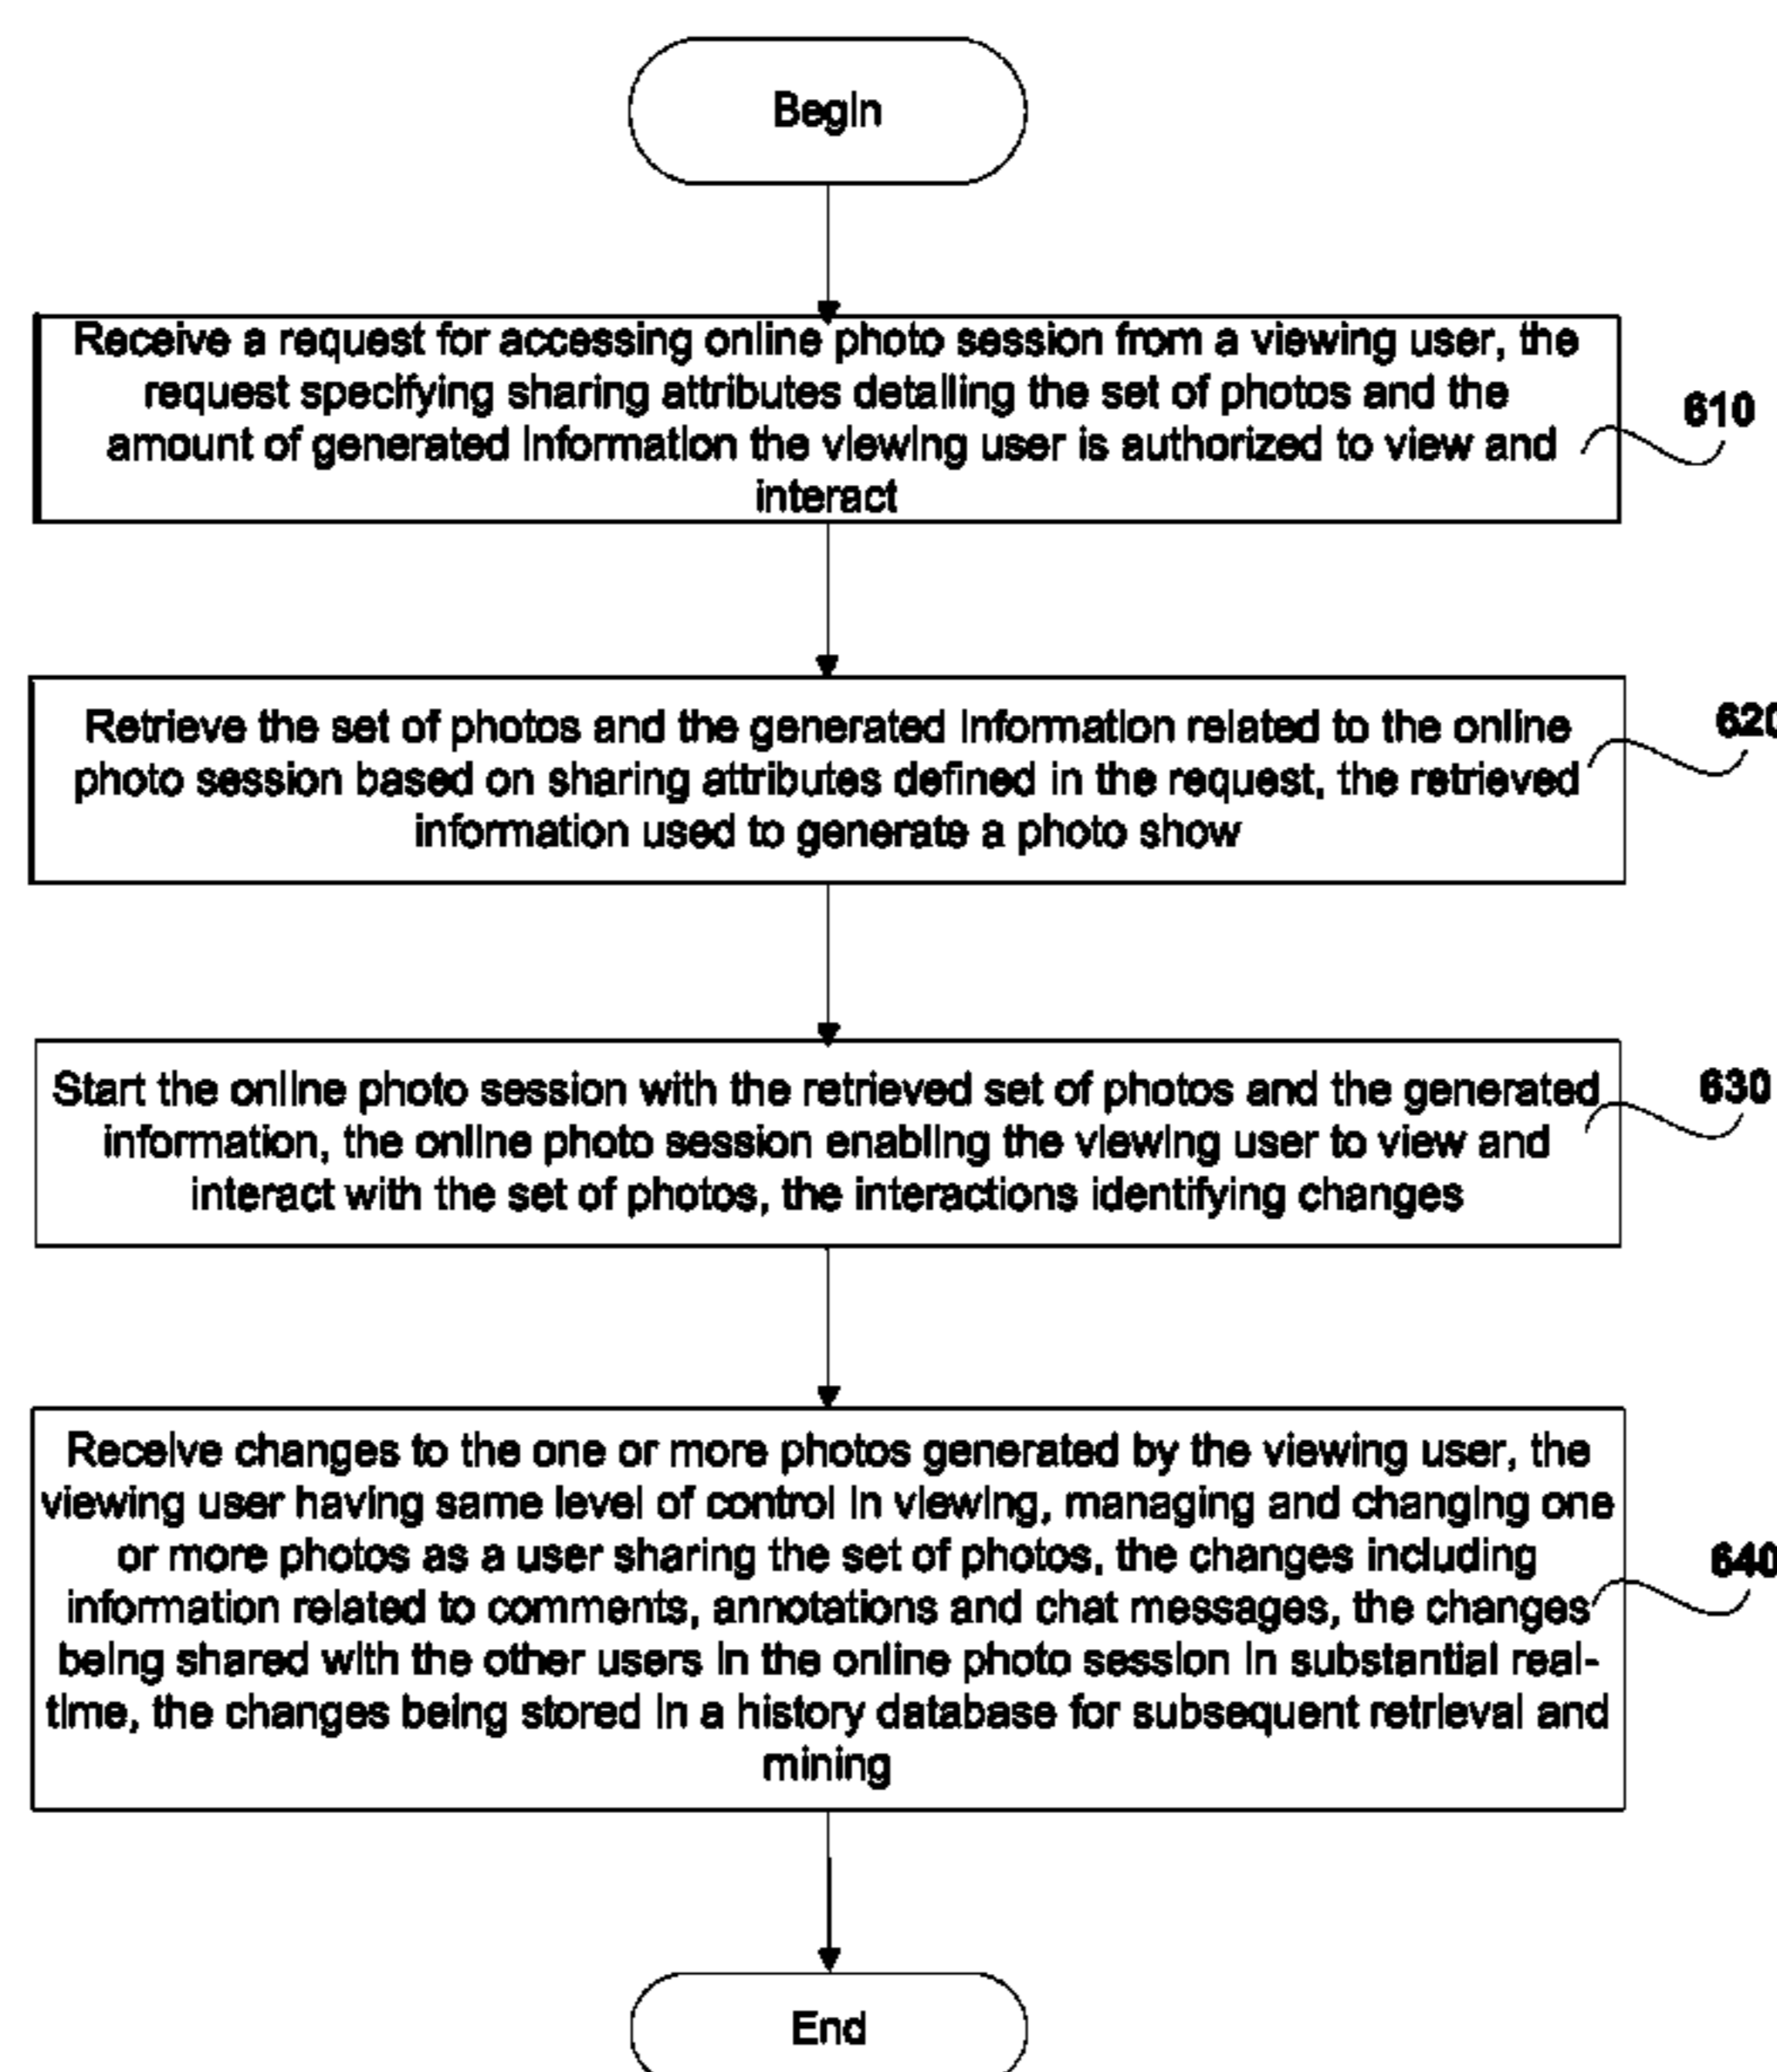 Begin
Receive a request for accessing online photo session from a viewing user, the
request specifying sharing attributes detailing the set of photos and the
amount of generated information the viewing user is authorized to view and
interact
610
Retrieve the set of photos and the generated information related to the online
photo session based on sharing attributes defined in the request, the retrieved
information used to generate a photo show
620
Start the online photo session with the retrieved set of photos and the generated
information, the online photo session enabling the viewing user to view and
interact with the set of photos, the interactions identifying changes
630
Receive changes to the one or more photos generated by the viewing user, the
viewing user having same level of control in viewing, managing and changing one
or more photos as a user sharing the set of photos, the changes including
information related to comments, annotations and chat messages, the changes
being shared with the other users in the online photo session in substantial real-
time, the changes being stored in a history database for subsequent retrieval and
mining
640
End